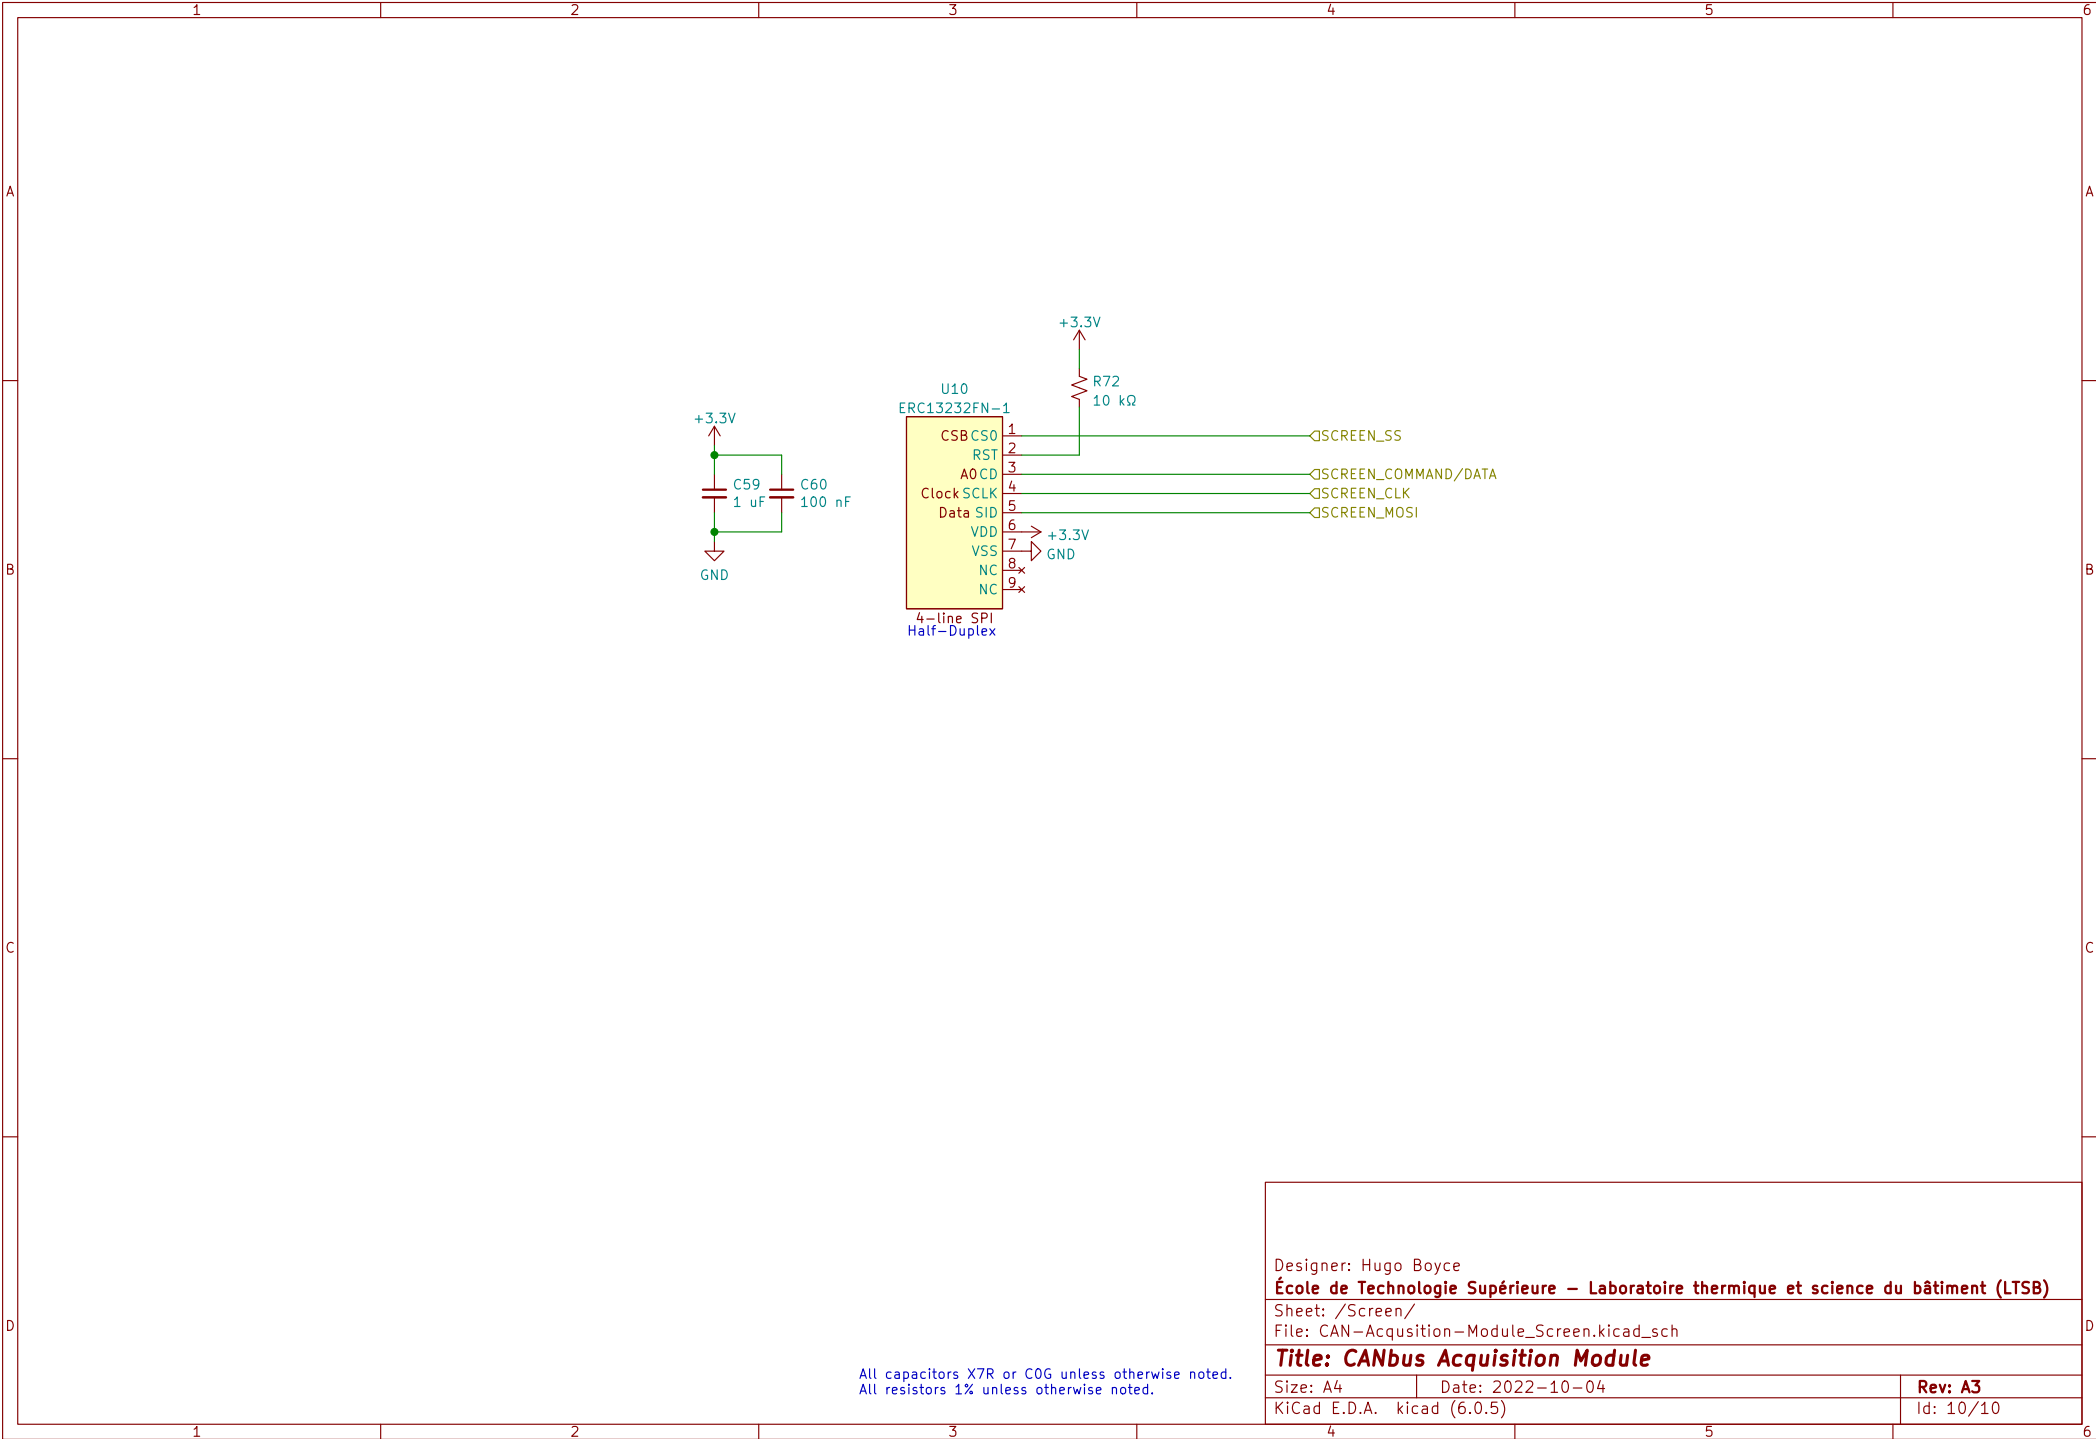 1 2 3 4 5 6
A A
+3.3V
R72
10 kΩ
U10
ERC13232FN-1
+3.3V
CSB CS0 1 SCREEN_SS
RST 2
A0 CD 3 SCREEN_COMMAND/DATA
Clock SCLK 4 SCREEN_CLK
Data SID 5 SCREEN_MOSI
VDD 6 +3.3V
VSS 7 GND
NC 8
NC 9
4-line SPI
Half-Duplex
C59
1 uF
C60
100 nF
GND
B B
C C
Designer: Hugo Boyce
École de Technologie Supérieure - Laboratoire thermique et science du bâtiment (LTSB)
Sheet: /Screen/
File: CAN-Acqusition-Module_Screen.kicad_sch
D D
Title: CANbus Acquisition Module
All capacitors X7R or C0G unless otherwise noted.
All resistors 1% unless otherwise noted.
Size: A4 Date: 2022-10-04 Rev: A3
KiCad E.D.A. kicad (6.0.5) Id: 10/10
1 2 3 4 5 6